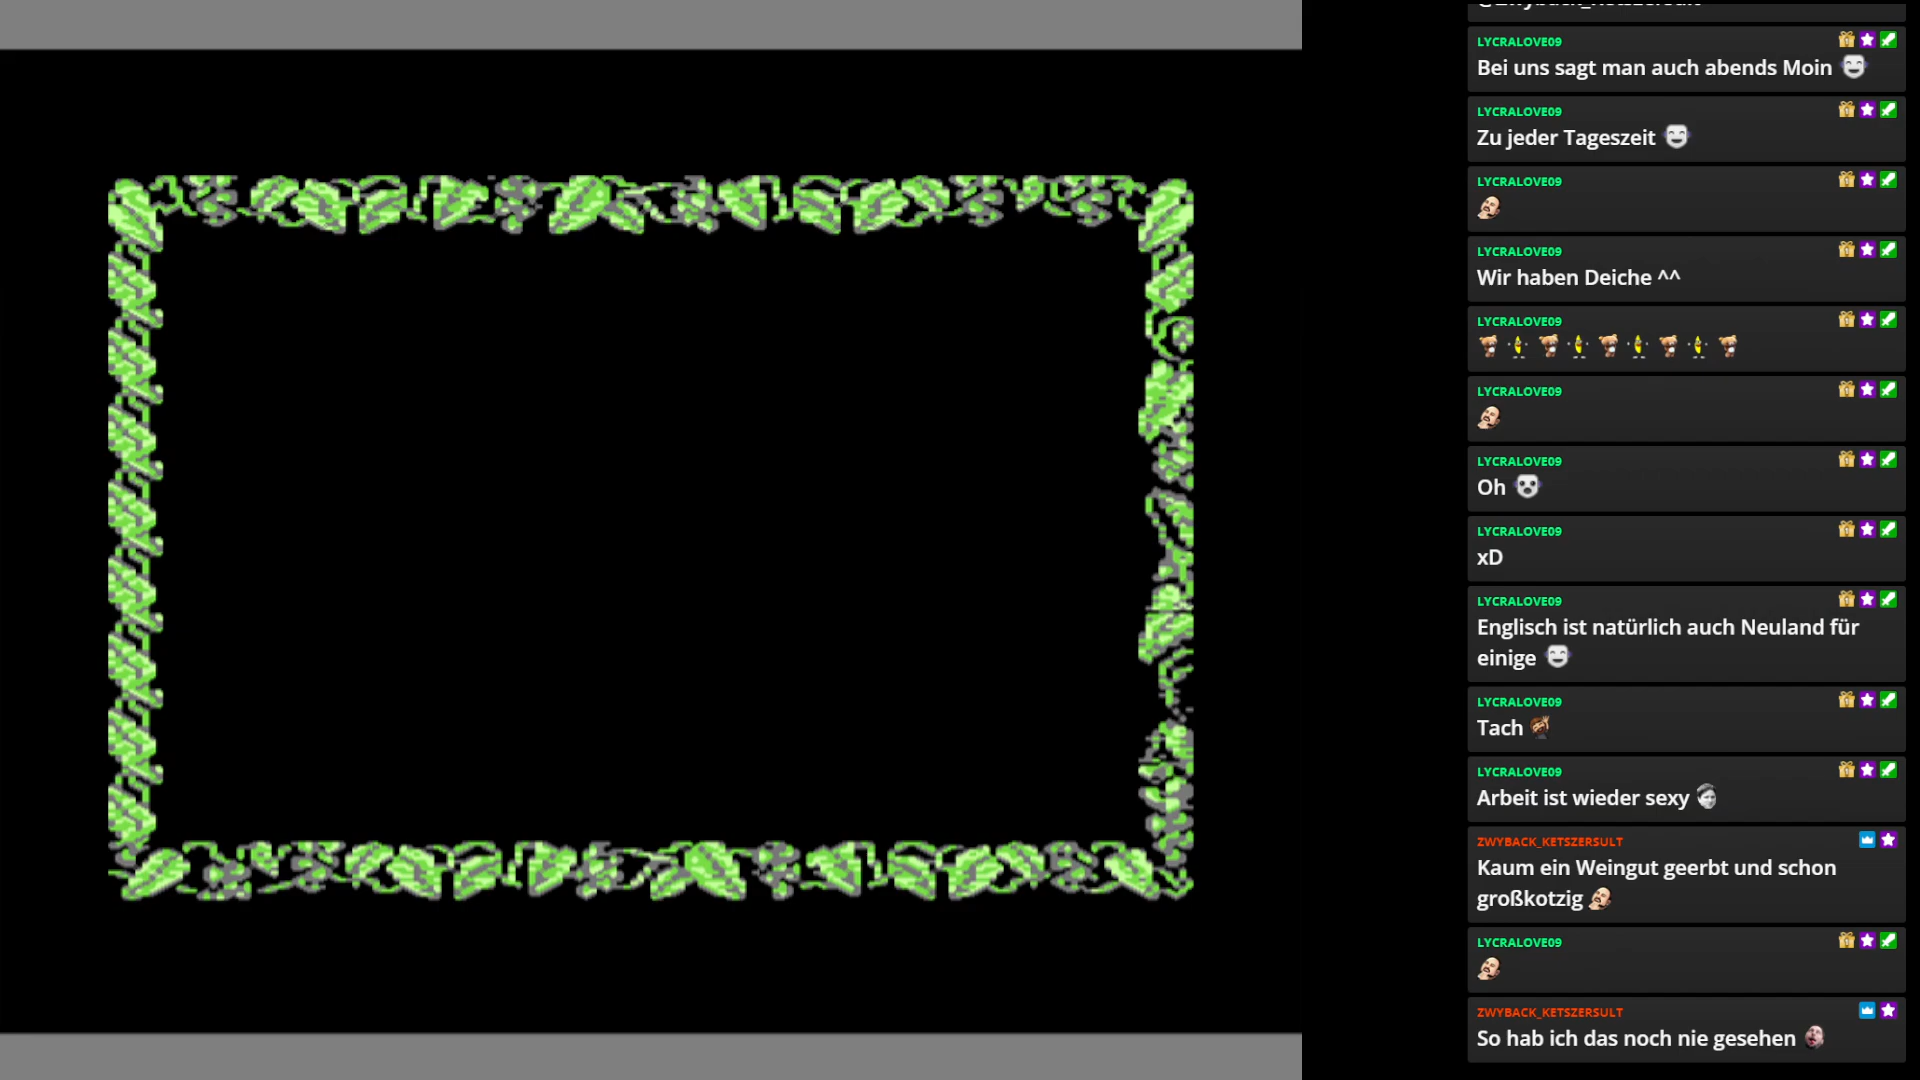 LYCRALOVE09
Bei uns sagt man auch abends Moin
LYCRALOVE09
Zu jeder Tageszeit
LYCRALOVE09
LYCRALOVE09
Wir haben Deiche ^^
LYCRALOVE09
LYCRALOVE09
LYCRALOVE09
Oh
LYCRALOVE09
xD
LYCRALOVE09
Englisch ist natürlich auch Neuland für
einige
LYCRALOVE09
Tach
LYCRALOVE09
Arbeit ist wieder sexy
ZWYBACK_KETSZERSULT
Kaum ein Weingut geerbt und schon
großkotzig
LYCRALOVE09
ZWYBACK_KETSZERSULT
So hab ich das noch nie gesehen